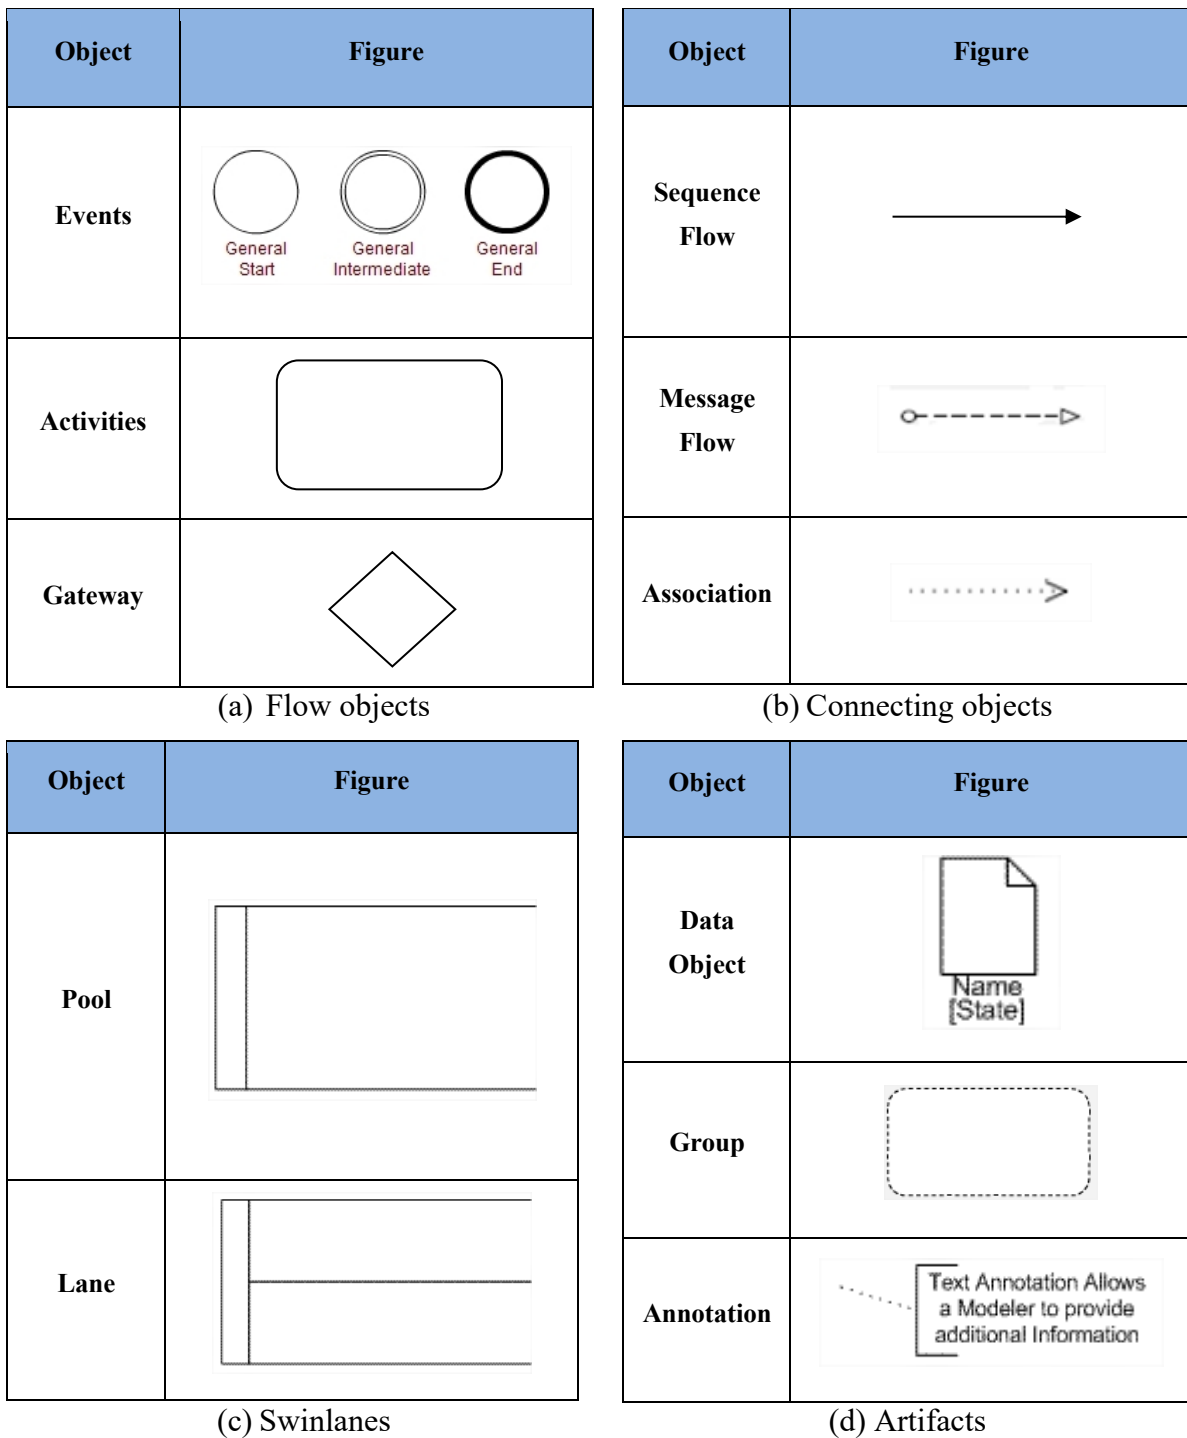 Object Figure
Events
General
Start
General
Intermediate
General
End
Activities
Gateway
(a) Flow objects
Object Figure
Sequence
Flow
Message
Flow
Association
(b) Connecting objects
Object Figure
Pool
Lane
(c) Swinlanes
Object Figure
Data
Object
Name
[State]
Group
Annotation
Text Annotation Allows
a Modeler to provide
additional Information
(d) Artifacts